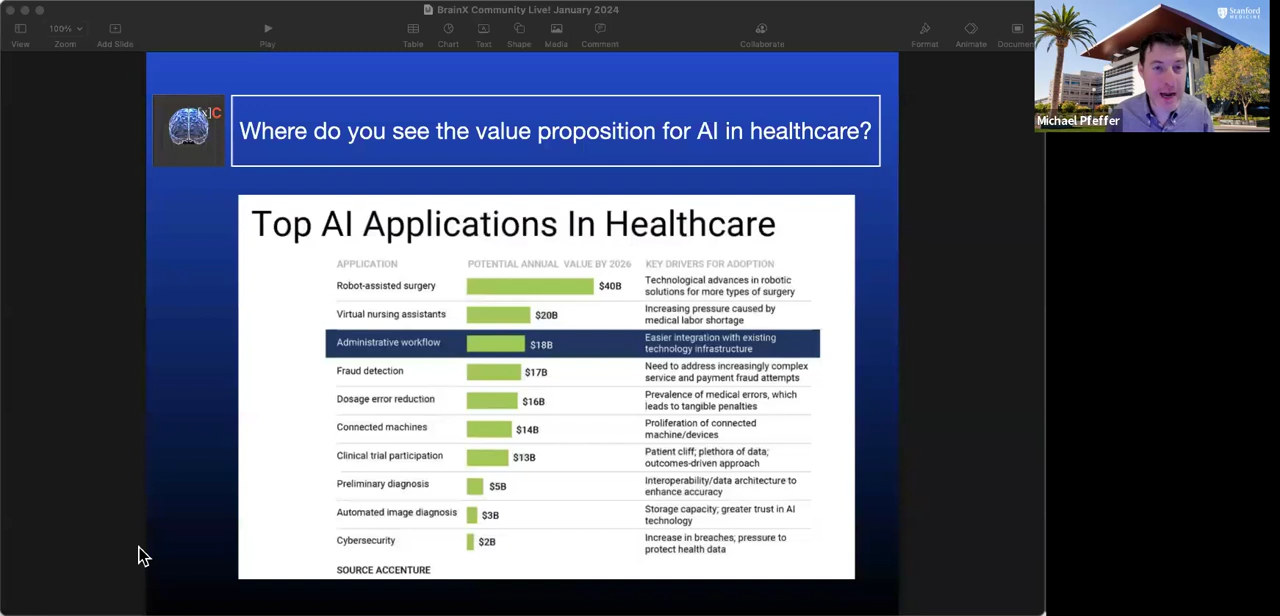 BrainX Community Live! January 2024
100%
View
Zoom
Add Slide
Play
Table
Chart
Text
Shape
Media
Comment
Collaborate
Format
Animate
Documen
Stanford
MEDICINE
Michael Pfeffer
[x]C
Where do you see the value proposition for AI in healthcare?
Top AI Applications In Healthcare
APPLICATION POTENTIAL ANNUAL VALUE BY 2026 KEY DRIVERS FOR ADOPTION
Robot-assisted surgery $40B Technological advances in robotic
solutions for more types of surgery
Virtual nursing assistants $20B Increasing pressure caused by
medical labor shortage
Administrative workflow $18B Easier integration with existing
technology infrastructure
Fraud detection $17B Need to address increasingly complex
service and payment fraud attempts
Dosage error reduction $16B Prevalence of medical errors, which
leads to tangible penalties
Connected machines $14B Proliferation of connected
machine/devices
Clinical trial participation $13B Patient cliff; plethora of data;
outcomes-driven approach
Preliminary diagnosis $5B Interoperability/data architecture to
enhance accuracy
Automated image diagnosis $3B Storage capacity; greater trust in AI
technology
Cybersecurity $2B Increase in breaches; pressure to
protect health data
SOURCE ACCENTURE